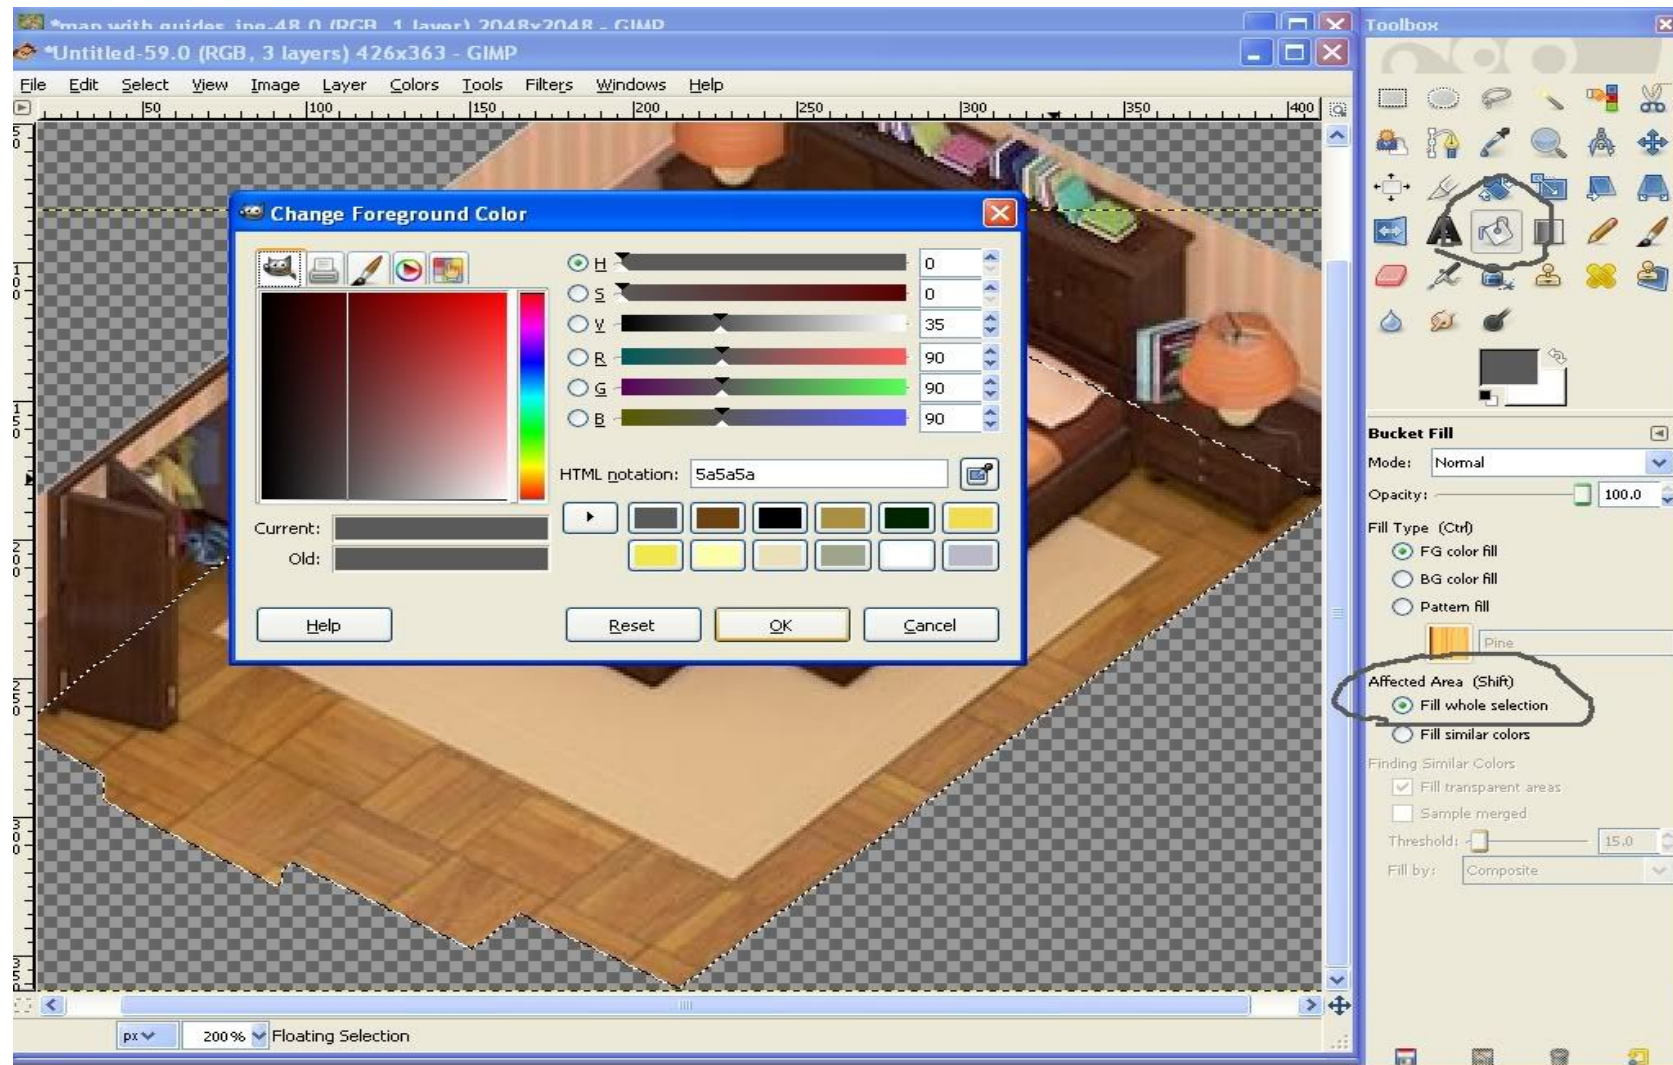 *map with guides.jpg-48.0 (RGB, 1 layer) 2048x2048 - GIMP
*Untitled-59.0 (RGB, 3 layers) 426x363 - GIMP
File Edit Select View Image Layer Colors Tools Filters Windows Help
50 100 150 200 250 300 350 400
Change Foreground Color
H 0
S 0
V 35
R 90
G 90
B 90
HTML notation: 5a5a5a
Current:
Old:
Help Reset OK Cancel
px 200% Floating Selection
Toolbox
Bucket Fill
Mode: Normal
Opacity: 100.0
Fill Type (Ctrl)
FG color fill
BG color fill
Pattern fill
Pine
Affected Area (Shift)
Fill whole selection
Fill similar colors
Finding Similar Colors
Fill transparent areas
Sample merged
Threshold: 15.0
Fill by: Composite